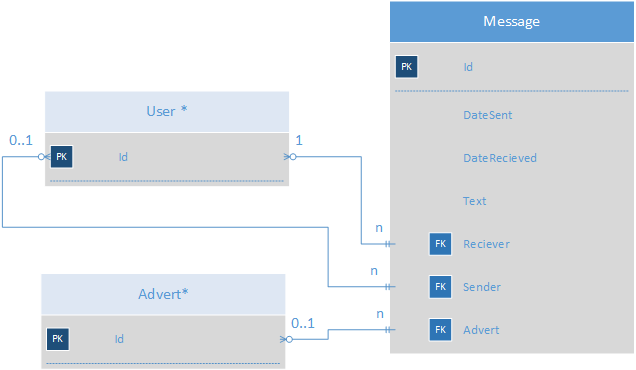 Message
PK Id
DateSent
DateRecieved
Text
FK Reciever
FK Sender
FK Advert
User *
PK Id
0..1
1
n
n
n
Advert*
PK Id
0..1